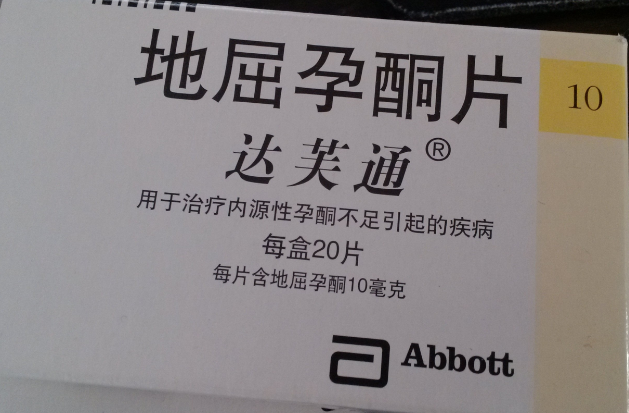 地屈孕酮片
10
达芙通®
用于治疗内源性孕酮不足引起的疾病
每盒20片
每片含地屈孕酮10毫克
Abbott